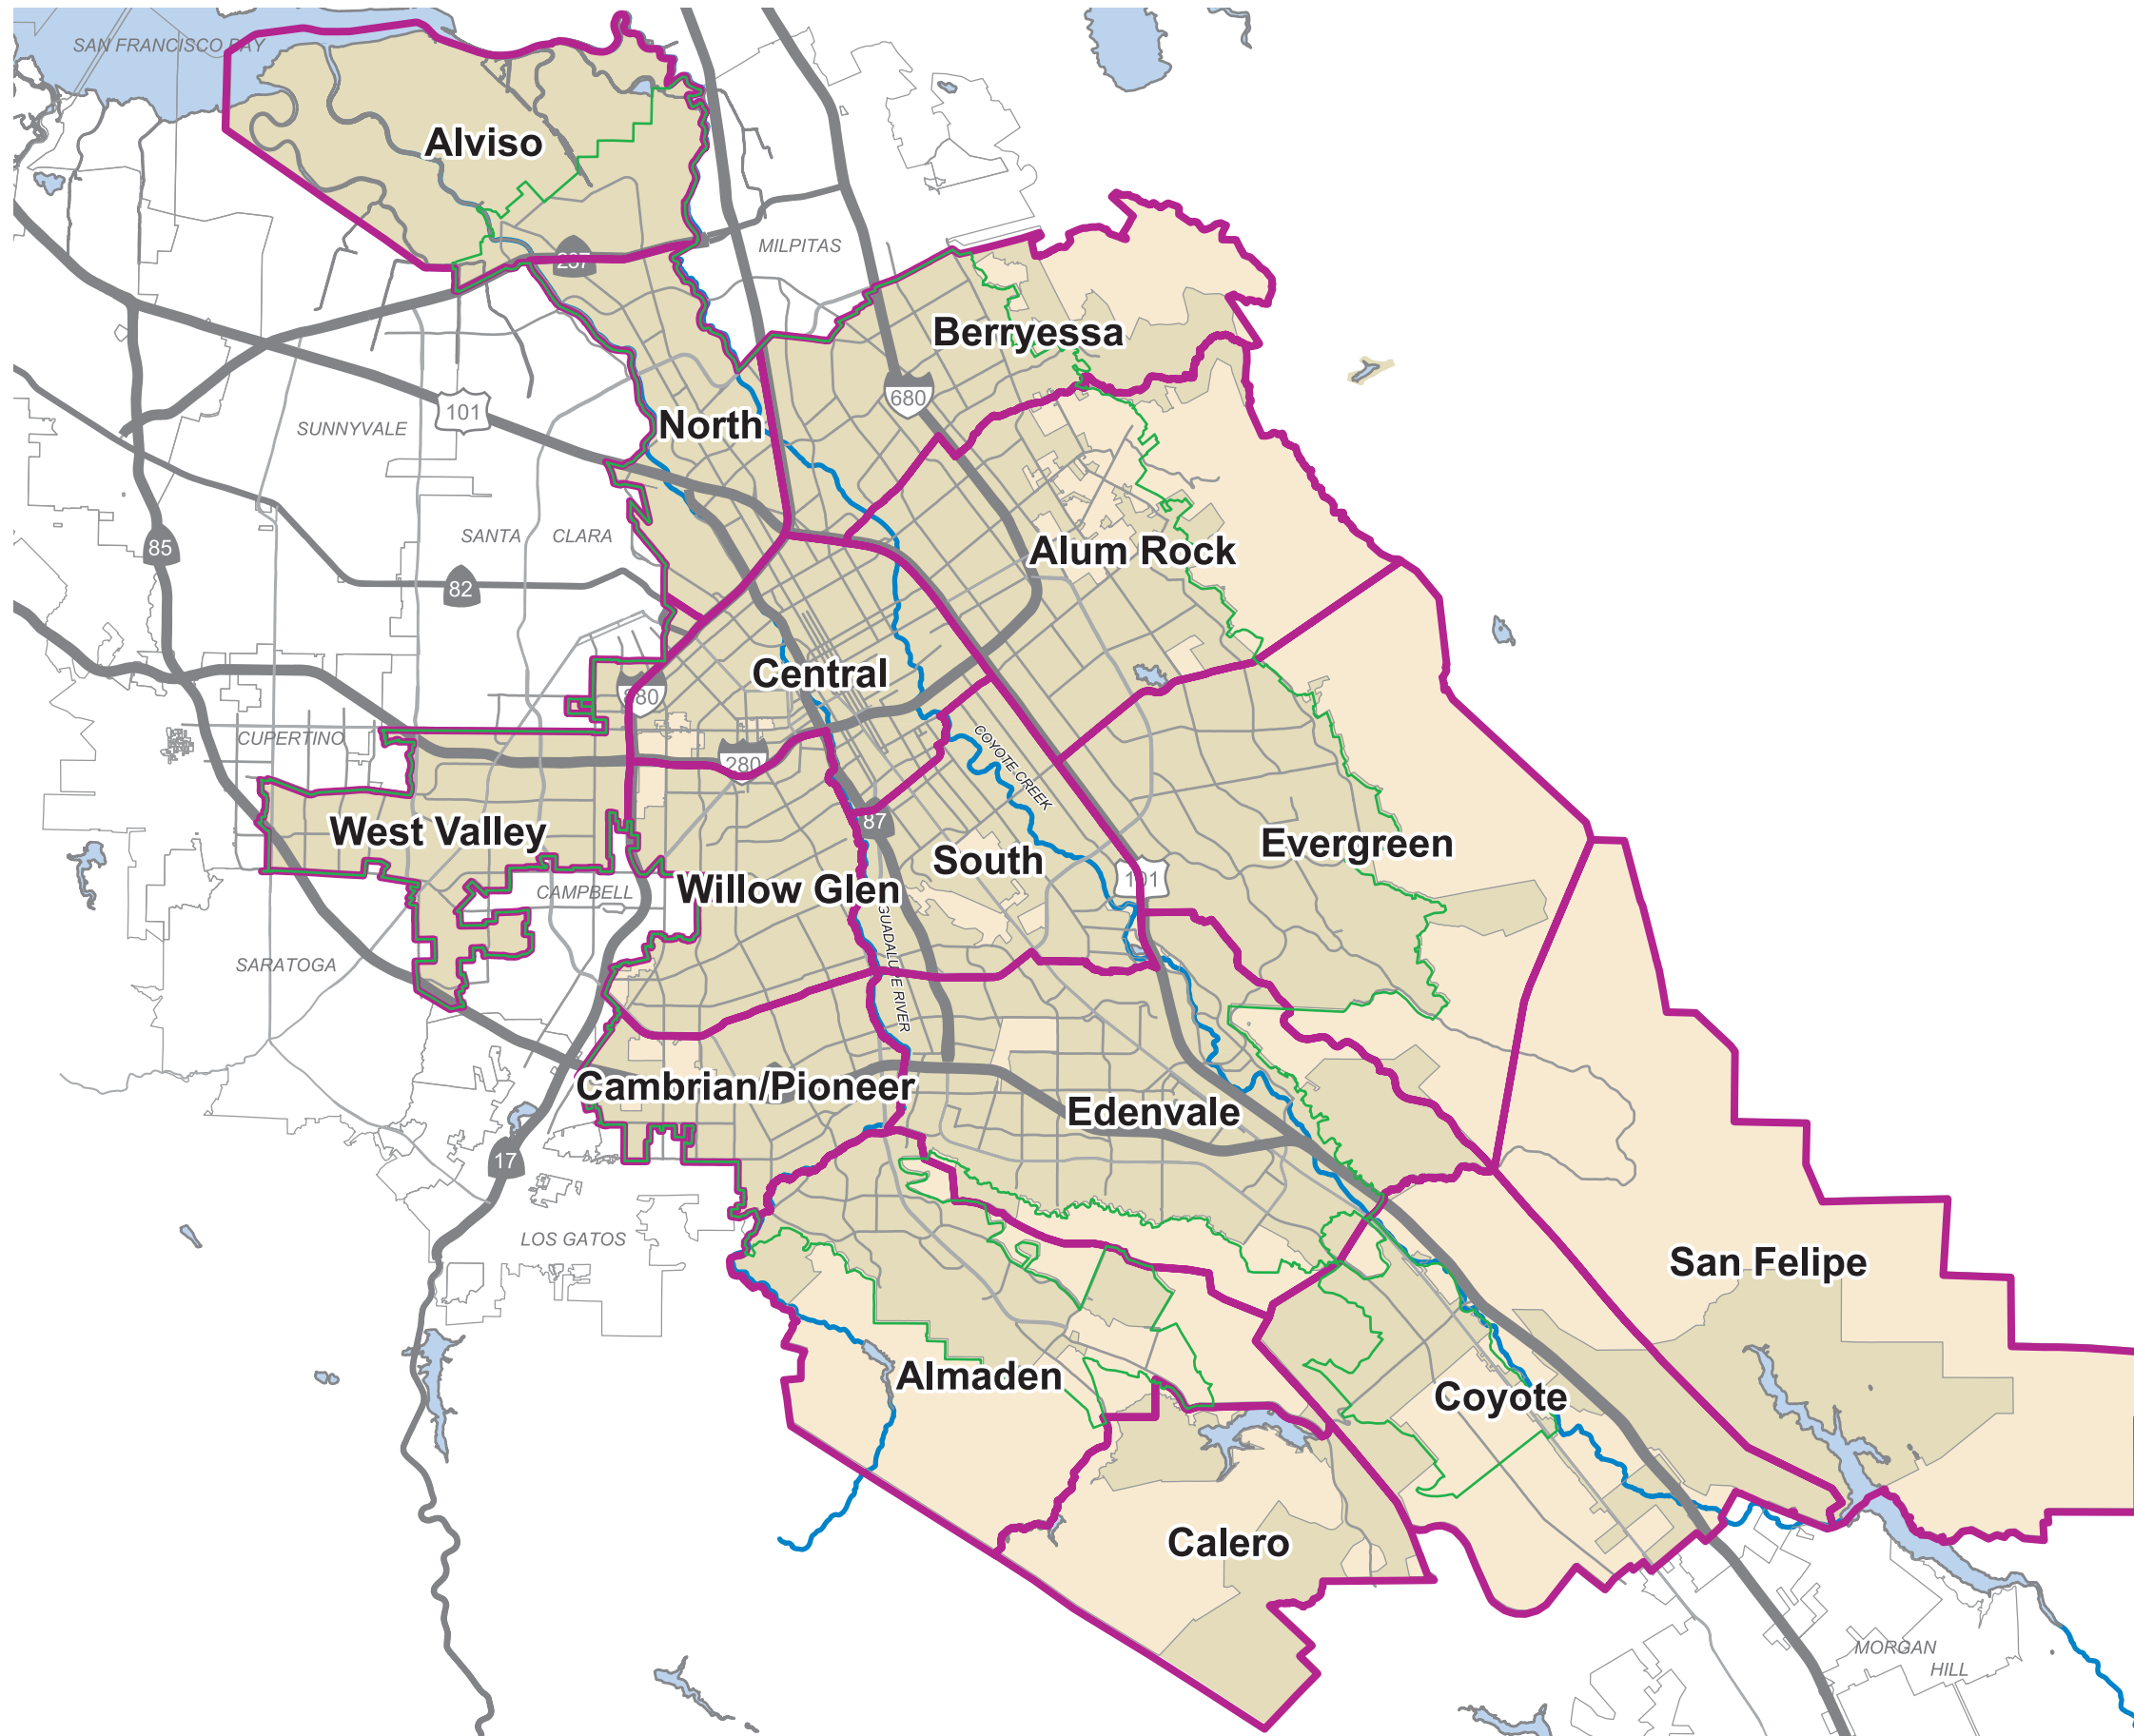 SAN FRANCISCO BAY
Alviso
MILPITAS
237
Berryessa
680
101
North
SUNNYVALE
SANTA CLARA
85
Alum Rock
82
Central
880
CUPERTINO
280
COYOTE CREEK
87
West Valley
South
Evergreen
101
CAMPBELL
Willow Glen
GUADALUPE RIVER
SARATOGA
Cambrian/Pioneer
Edenvale
17
LOS GATOS
San Felipe
Almaden
Coyote
Calero
MORGAN
HILL